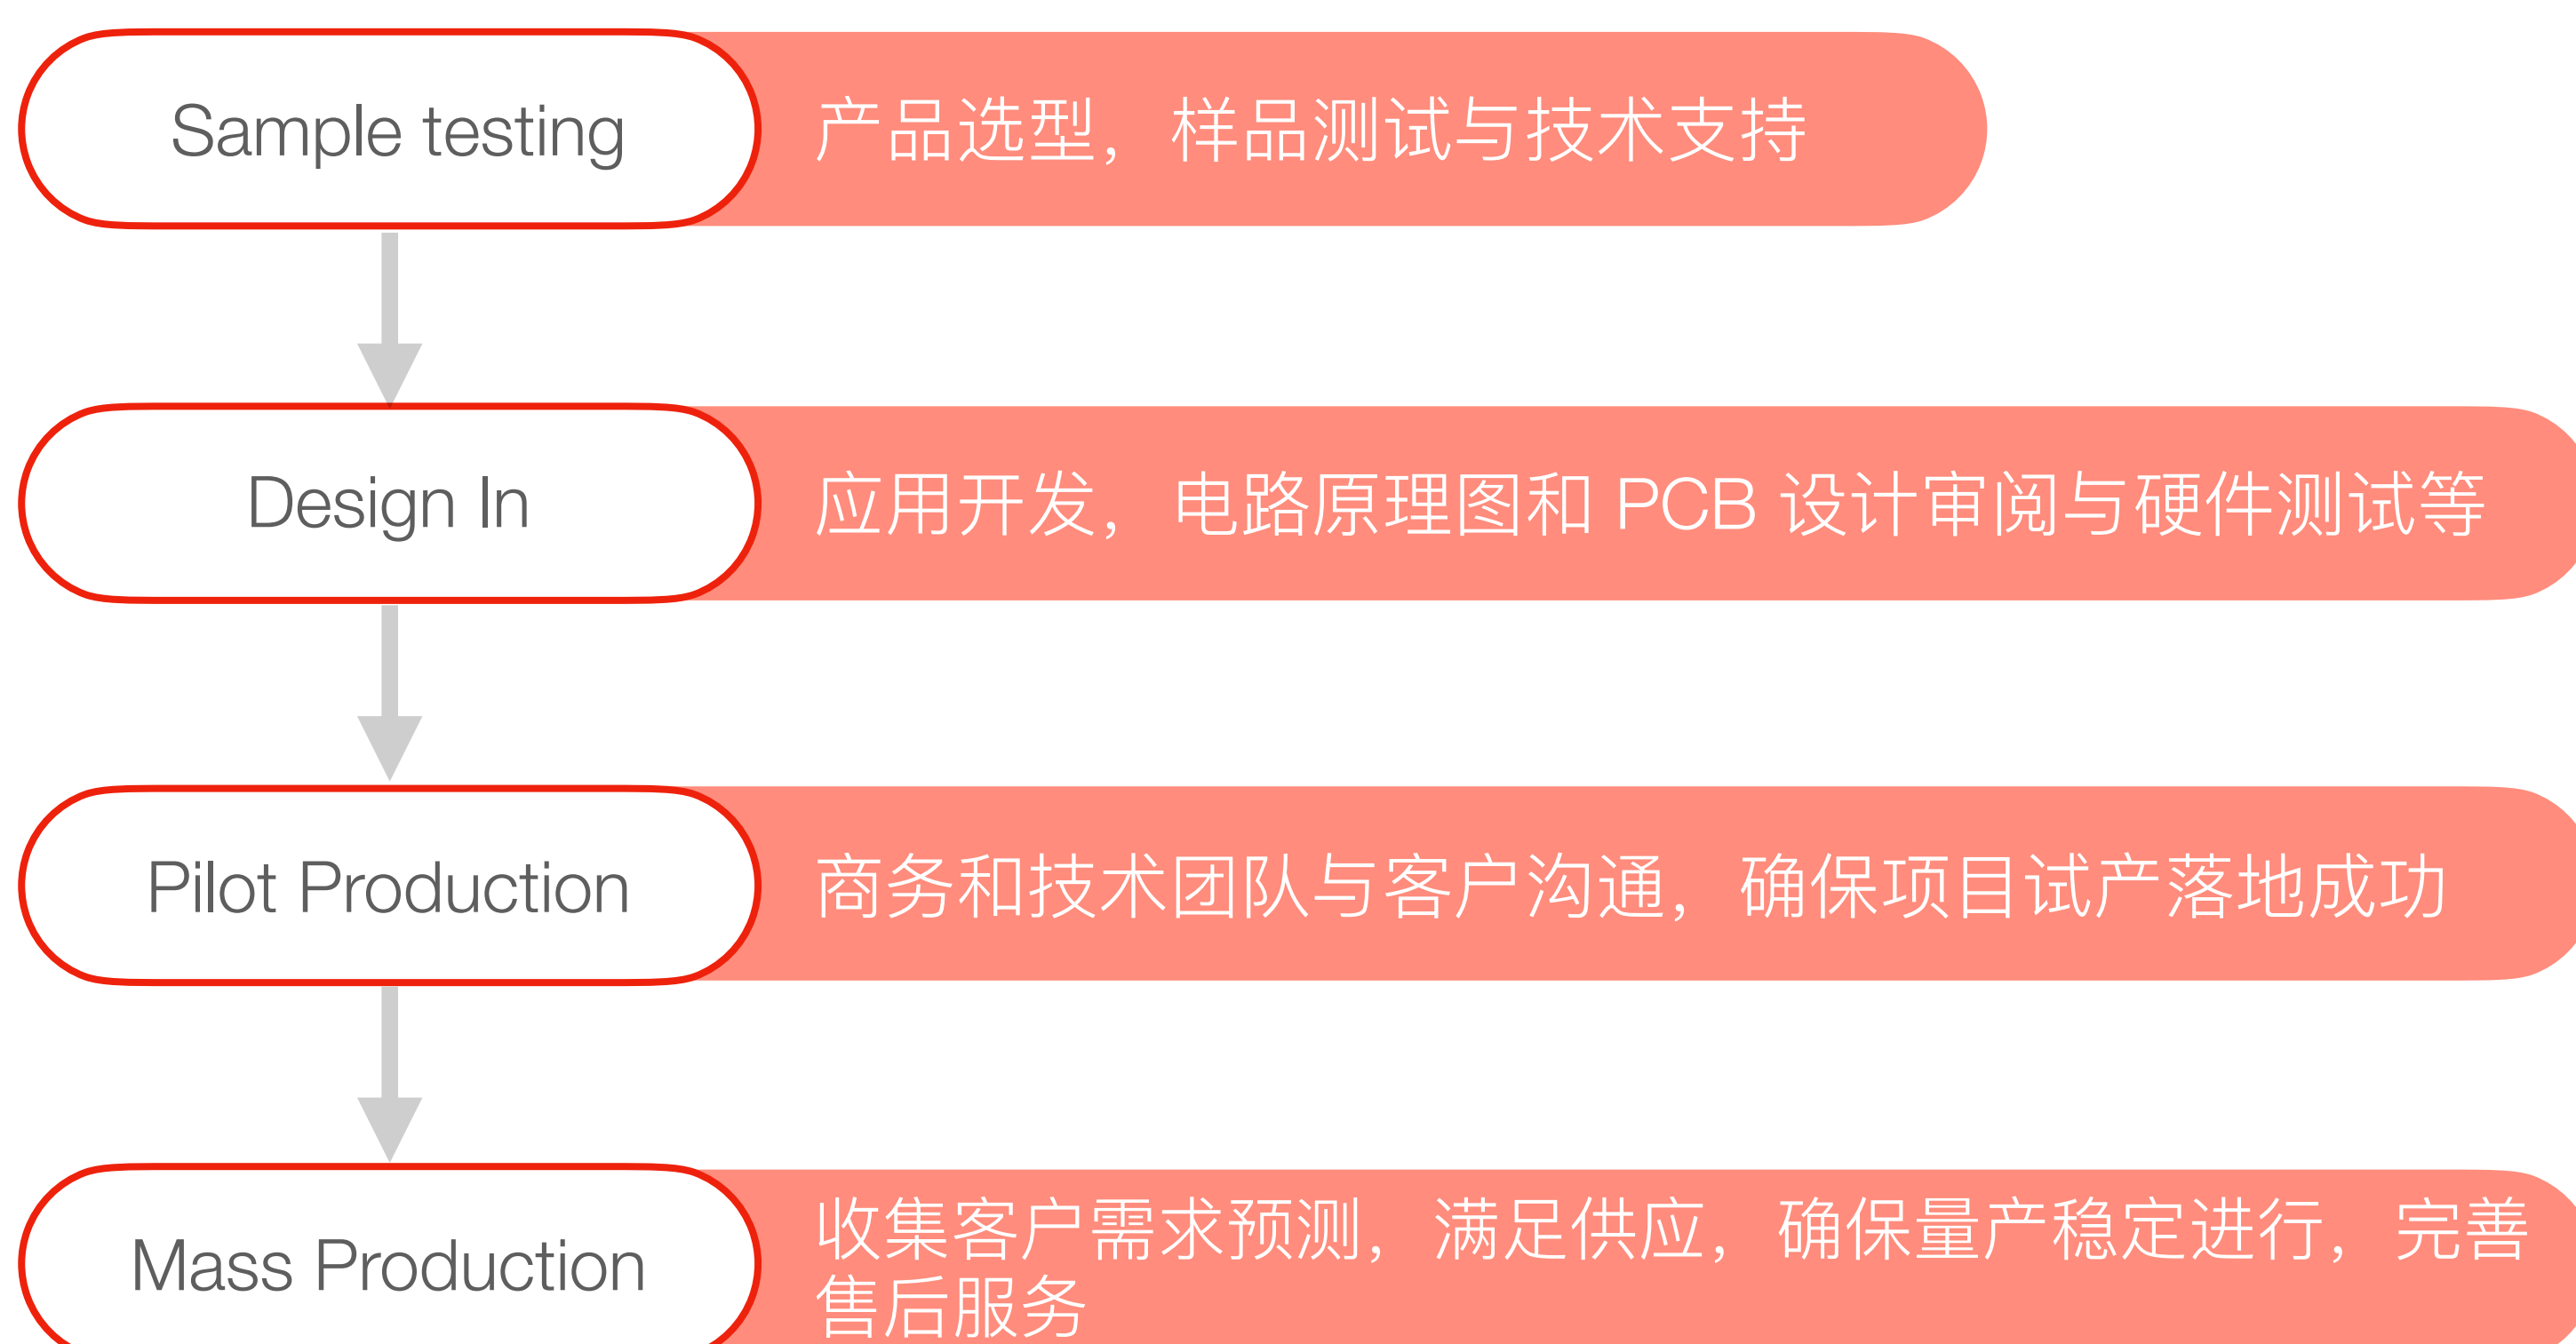 Sample testing
产品选型，样品测试与技术支持
Design In
应用开发，电路原理图和 PCB 设计审阅与硬件测试等
Pilot Production
商务和技术团队与客户沟通，确保项目试产落地成功
Mass Production
收集客户需求预测，满足供应，确保量产稳定进行，完善
售后服务